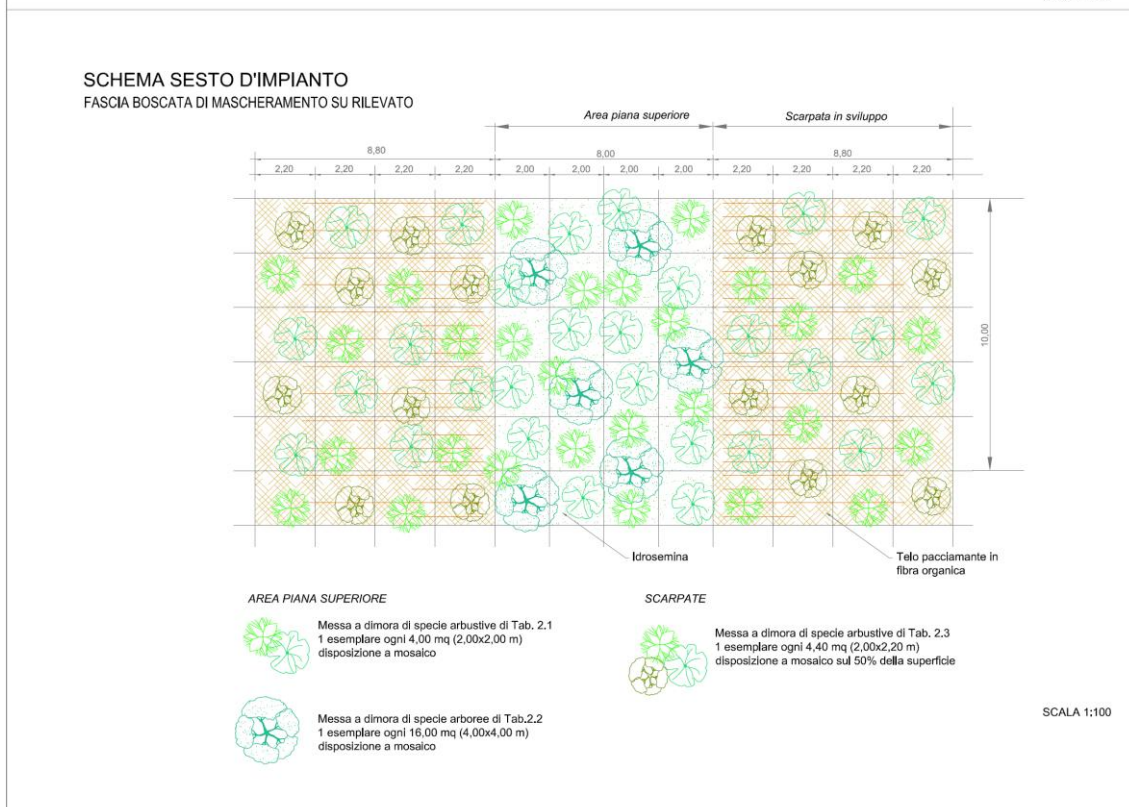 SCHEMA SESTO D'IMPIANTO
FASCIA BOSCATA DI MASCHERAMENTO SU RILEVATO
Area piana superiore
Scarpata in sviluppo
8,80
8,00
8,80
2,20 2,20 2,20 2,20 2,00 2,00 2,00 2,00 2,20 2,20 2,20 2,20
10,00
Idrosemina
Telo pacciamante in
fibra organica
AREA PIANA SUPERIORE
Messa a dimora di specie arbustive di Tab. 2.1
1 esemplare ogni 4,00 mq (2,00x2,00 m)
disposizione a mosaico
Messa a dimora di specie arboree di Tab.2.2
1 esemplare ogni 16,00 mq (4,00x4,00 m)
disposizione a mosaico
SCARPATE
Messa a dimora di specie arbustive di Tab. 2.3
1 esemplare ogni 4,40 mq (2,00x2,20 m)
disposizione a mosaico sul 50% della superficie
SCALA 1:100